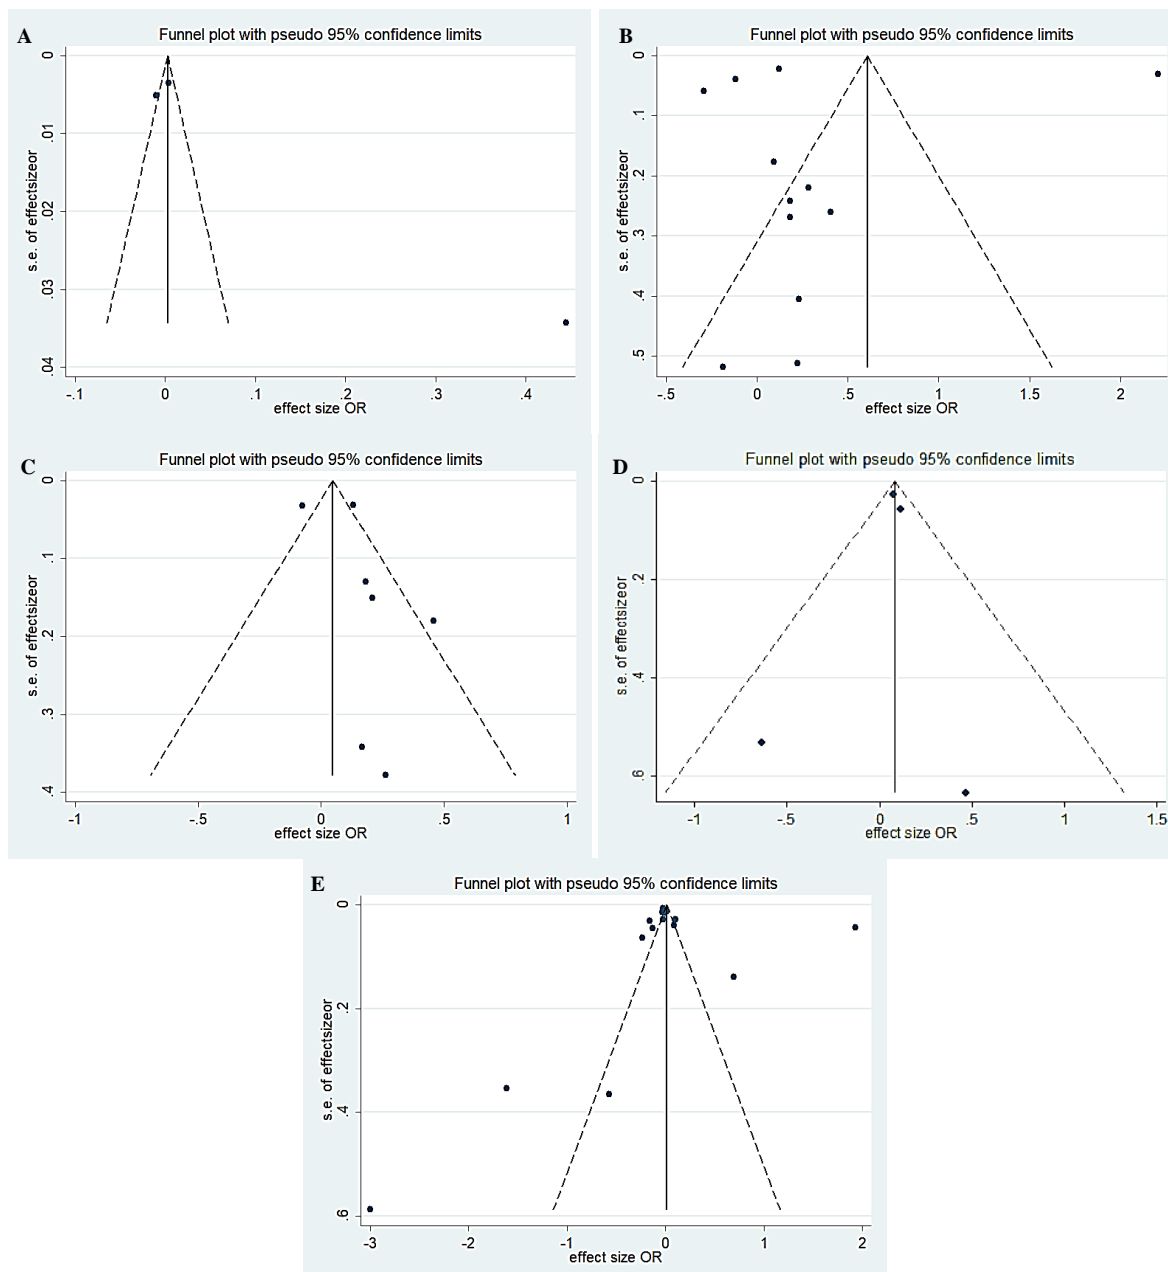 A
Funnel plot with pseudo 95% confidence limits
s.e. of effectsizeor
0
.01
.02
.03
.04
-.1
0
.1
.2
.3
.4
effect size OR
B
Funnel plot with pseudo 95% confidence limits
s.e. of effectsizeor
0
.1
.2
.3
.4
.5
-.5
0
.5
1
1.5
2
effect size OR
C
Funnel plot with pseudo 95% confidence limits
s.e. of effectsizeor
0
.1
.2
.3
.4
-1
-.5
0
.5
1
effect size OR
D
Funnel plot with pseudo 95% confidence limits
s.e. of effectsizeor
0
.2
.4
.6
-1
-.5
0
.5
1
1.5
effect size OR
E
Funnel plot with pseudo 95% confidence limits
s.e. of effectsizeor
0
.2
.4
.6
-3
-2
-1
0
1
2
effect size OR